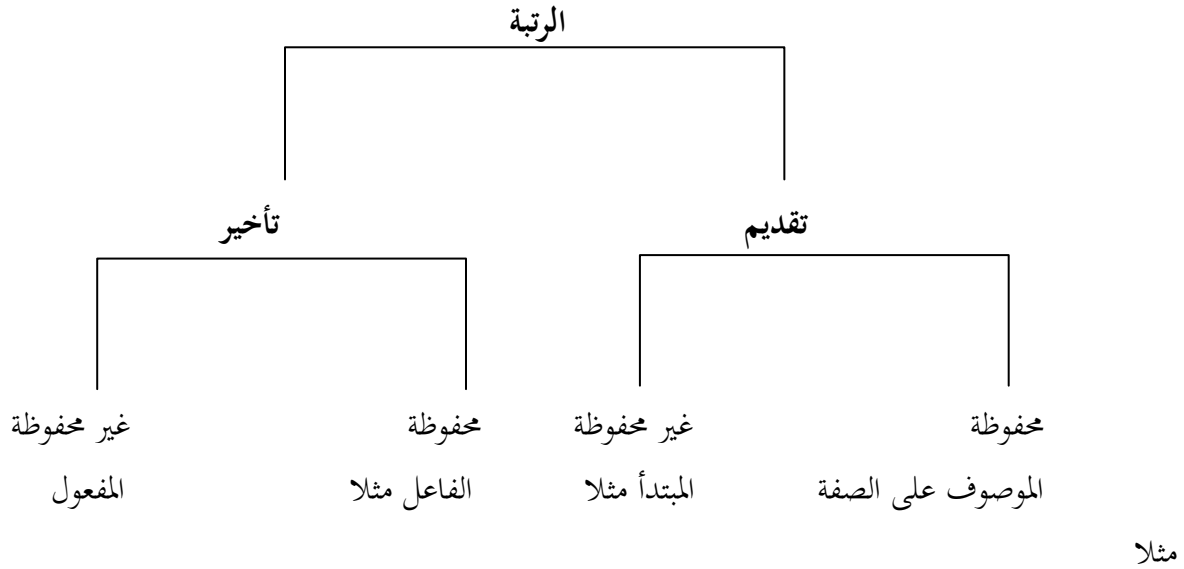 الرتبة
تقديم تأخير
محفوظة غير محفوظة محفوظة غير محفوظة
الموصوف على الصفة المبتدأ مثلا الفاعل مثلا المفعول
مثلا